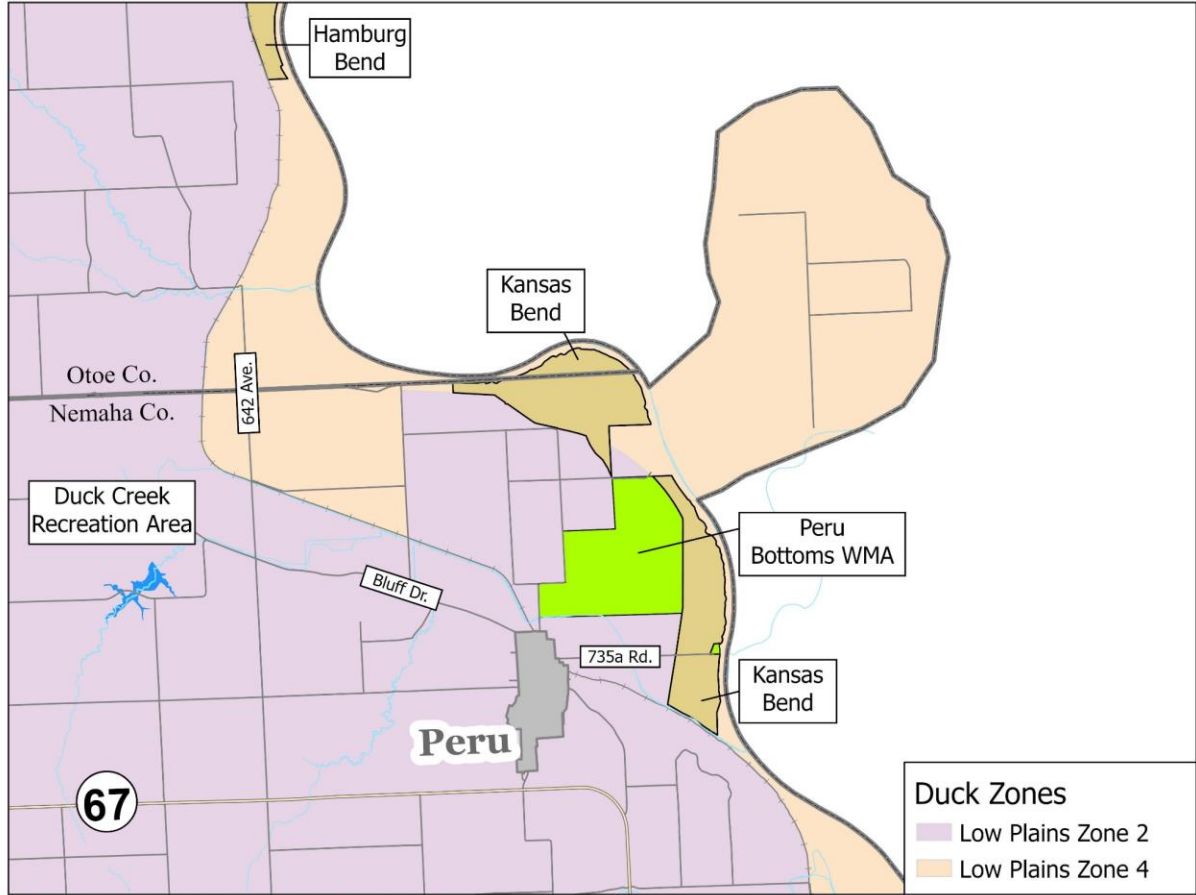 Hamburg
Bend
Kansas
Bend
Otoe Co.
Nemaha Co.
642 Ave.
Duck Creek
Recreation Area
Peru
Bottoms WMA
Bluff Dr.
735a Rd.
Kansas
Bend
Peru
67
Duck Zones
Low Plains Zone 2
Low Plains Zone 4